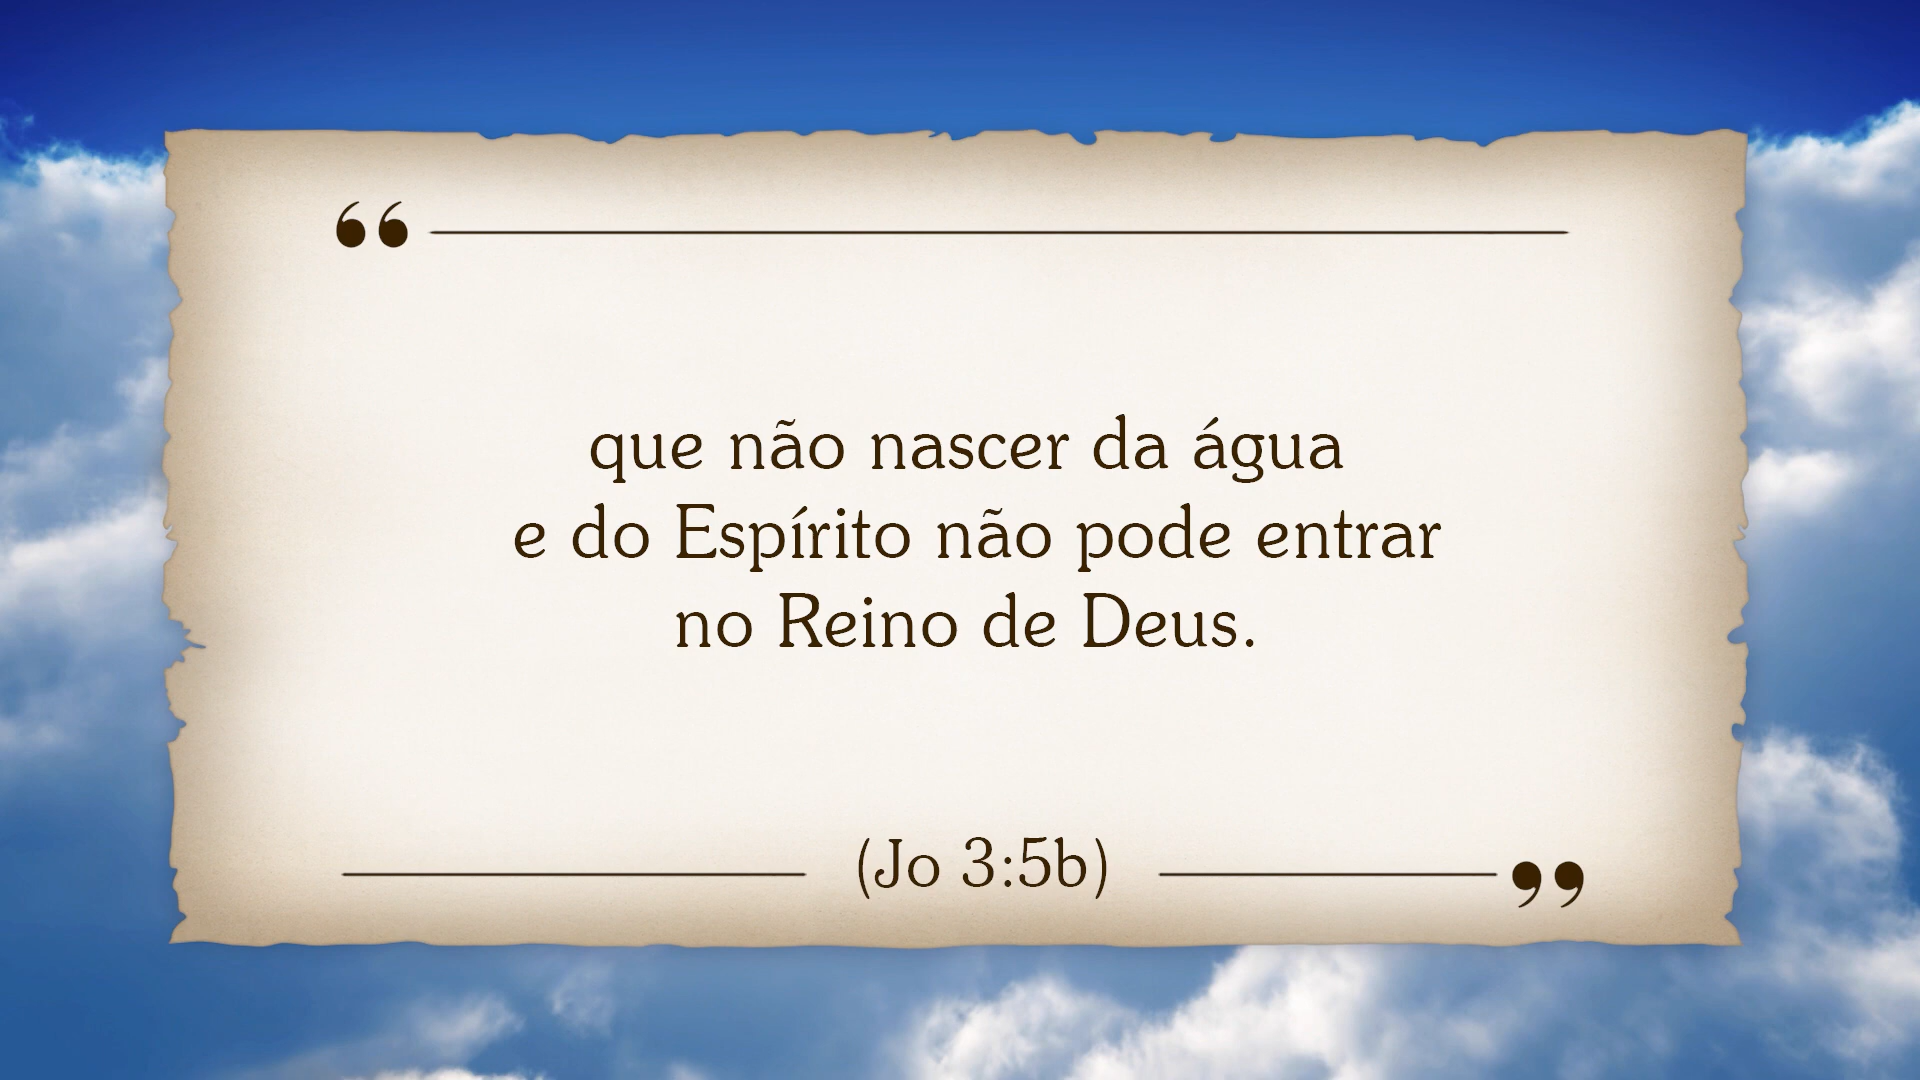 “
que não nascer da água
e do Espírito não pode entrar
no Reino de Deus.
(Jo 3:5b) ”